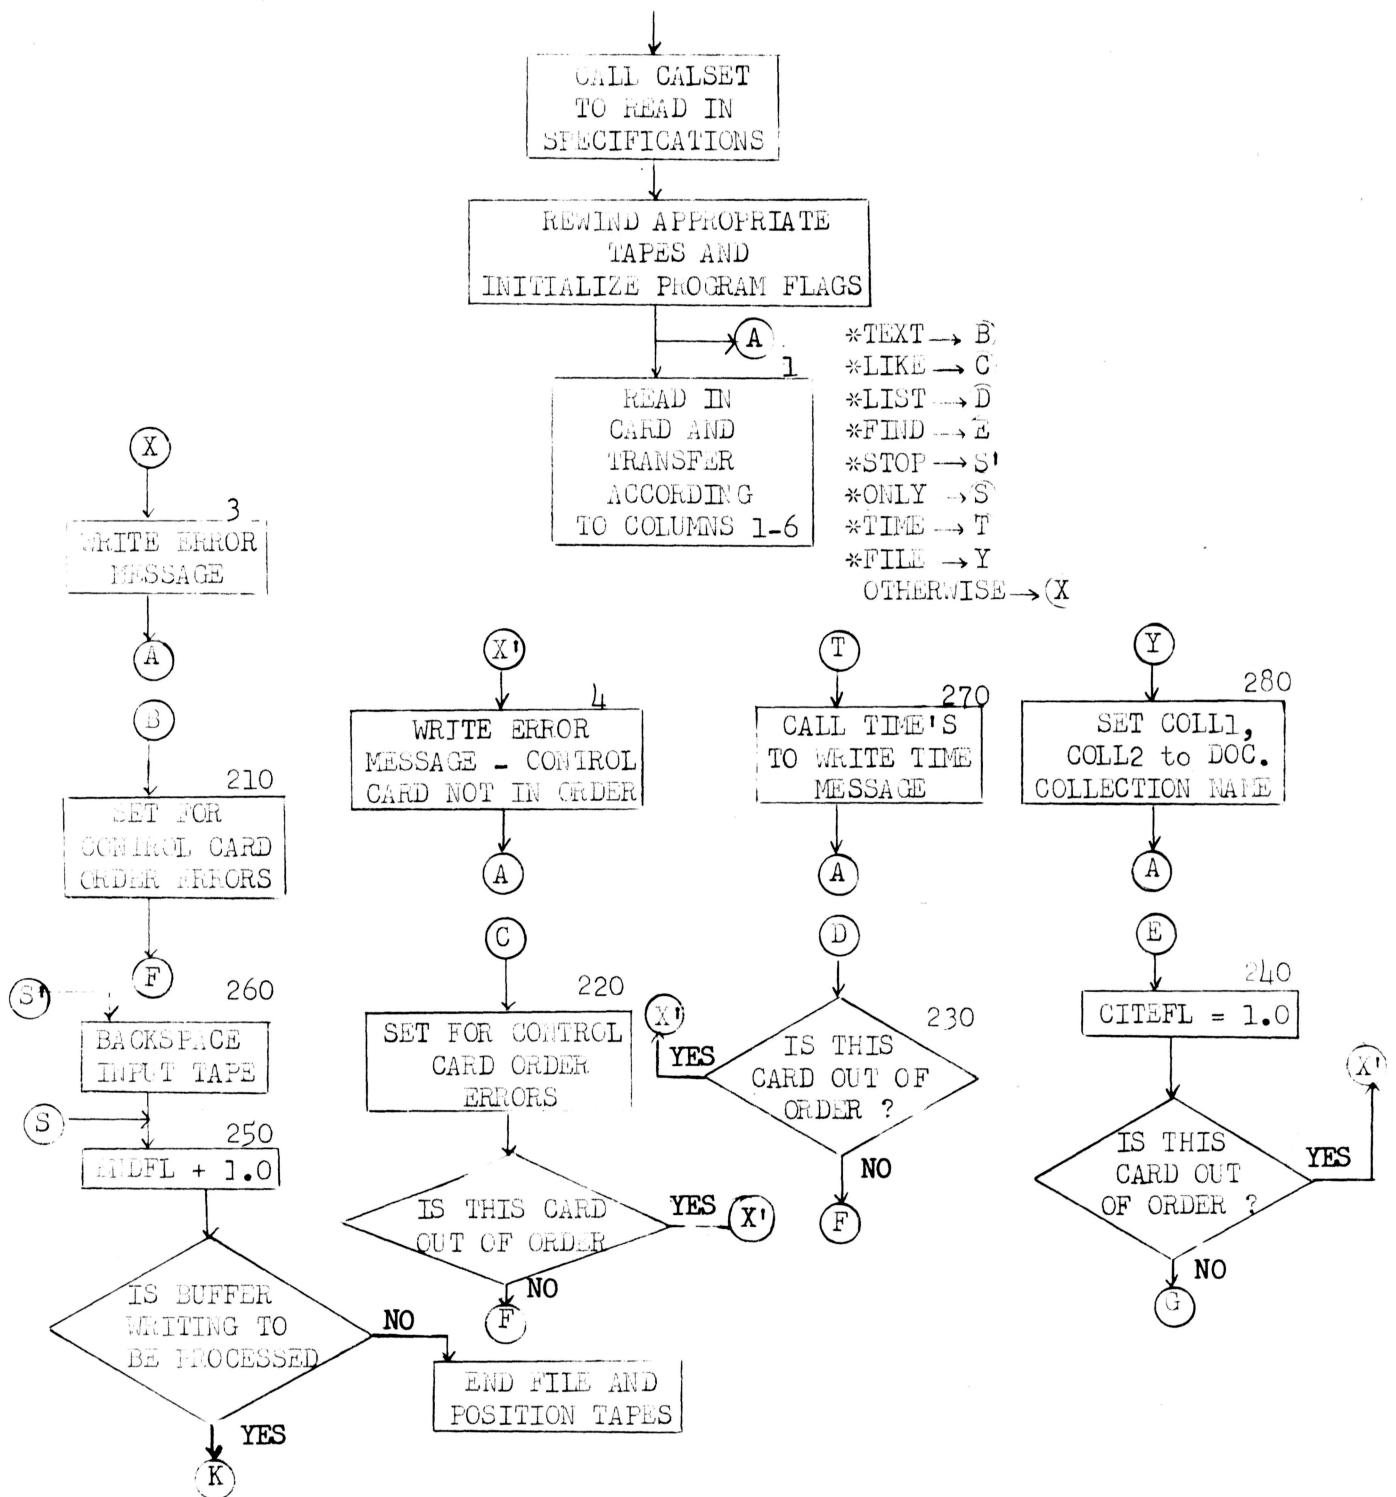 CALL CALSET
TO READ IN
SPECIFICATIONS
REWIND APPROPRIATE
TAPES AND
INITIALIZE PROGRAM FLAGS
A
1
READ IN
CARD AND
TRANSFER
ACCORDING
TO COLUMNS 1-6
*TEXT → B
*LIKE → C
*LIST → D
*FIND → E
*STOP → S'
*ONLY → S
*TIME → T
*FILE → Y
OTHERWISE → X
X
3
WRITE ERROR
MESSAGE
A
B
210
SET FOR
CONTROL CARD
ORDER ERRORS
F
S'
260
BACKSPACE
INPUT TAPE
S
250
ENDFL + 1.0
IS BUFFER
WRITING TO
BE PROCESSED
NO
END FILE AND
POSITION TAPES
YES
K
X'
4
WRITE ERROR
MESSAGE - CONTROL
CARD NOT IN ORDER
A
C
220
SET FOR CONTROL
CARD ORDER
ERRORS
IS THIS CARD
OUT OF ORDER
YES
X'
NO
F
T
270
CALL TIME'S
TO WRITE TIME
MESSAGE
A
D
230
X'
YES
IS THIS
CARD OUT OF
ORDER ?
NO
F
Y
280
SET COLL1,
COLL2 to DOC.
COLLECTION NAME
A
E
240
CITEFL = 1.0
X'
IS THIS
CARD OUT
OF ORDER ?
YES
NO
G